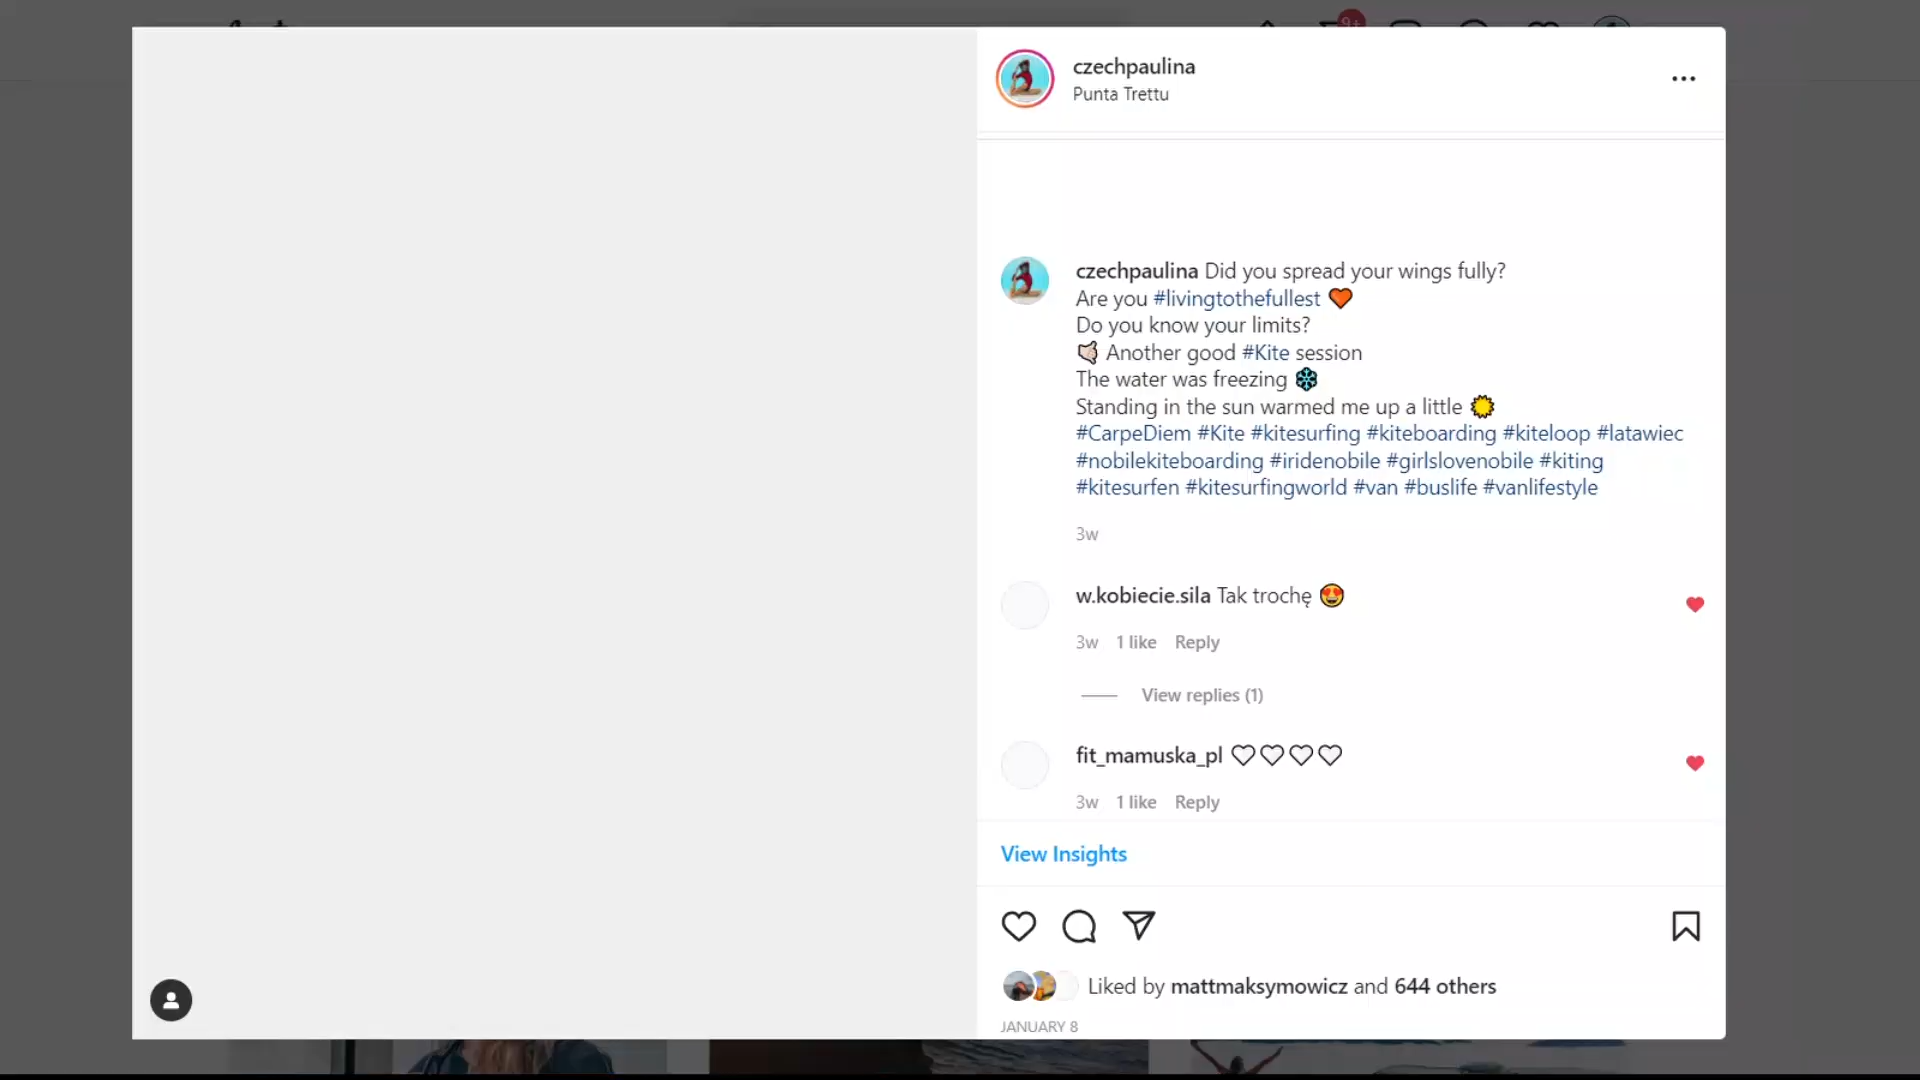 9+
czechpaulina
Punta Trettu
czechpaulina Did you spread your wings fully?
Are you #livingtothefullest 🧡
Do you know your limits?
🤙🏻 Another good #Kite session
The water was freezing ❄️
Standing in the sun warmed me up a little ☀️
#CarpeDiem #Kite #kitesurfing #kiteboarding #kiteloop #latawiec
#nobilekiteboarding #iridenobile #girlslovenobile #kiting
#kitesurfen #kitesurfingworld #van #buslife #vanlifestyle
3w
w.kobiecie.sila Tak trochę 😍
3w 1 like Reply
View replies (1)
fit_mamuska_pl ♡♡♡♡
3w 1 like Reply
View Insights
Liked by mattmaksymowicz and 644 others
JANUARY 8